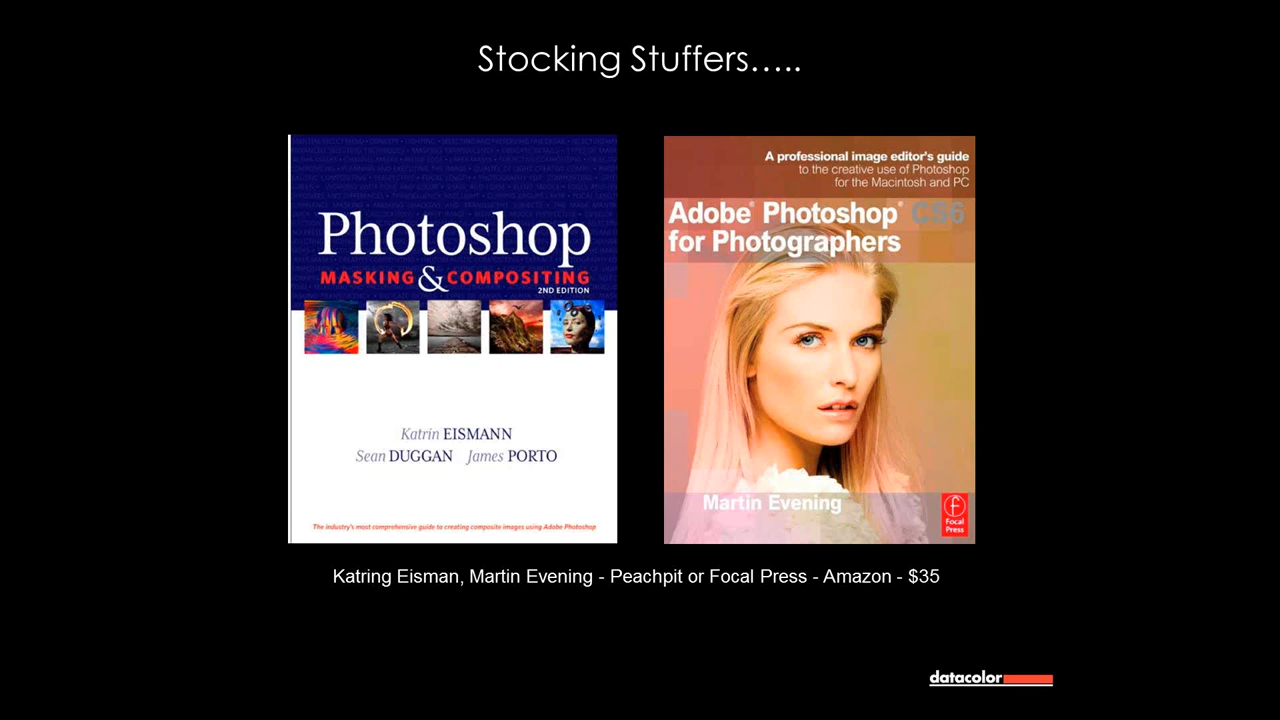 Stocking Stuffers…..
Photoshop
MASKING & COMPOSITING
2ND EDITION
Katrin EISMANN
Sean DUGGAN James PORTO
The industry's most comprehensive guide to creating composite images using Adobe Photoshop
A professional image editor's guide
to the creative use of Photoshop
for the Macintosh and PC
Adobe® Photoshop® CS6
for Photographers
Martin Evening
Focal
Press
Katring Eisman, Martin Evening - Peachpit or Focal Press - Amazon - $35
datacolor